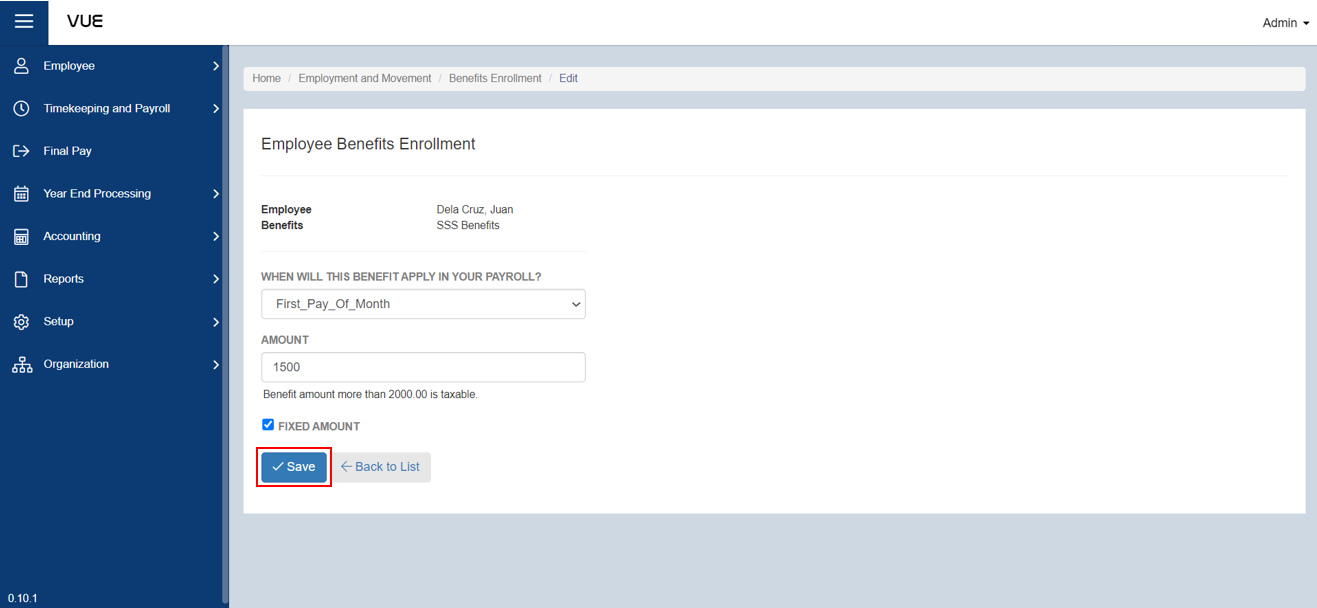 VUE
Admin
Employee
Timekeeping and Payroll
Final Pay
Year End Processing
Accounting
Reports
Setup
Organization
0.10.1
Home / Employment and Movement / Benefits Enrollment / Edit
Employee Benefits Enrollment
Employee Dela Cruz, Juan
Benefits SSS Benefits
WHEN WILL THIS BENEFIT APPLY IN YOUR PAYROLL?
First_Pay_Of_Month
AMOUNT
1500
Benefit amount more than 2000.00 is taxable.
FIXED AMOUNT
Save Back to List